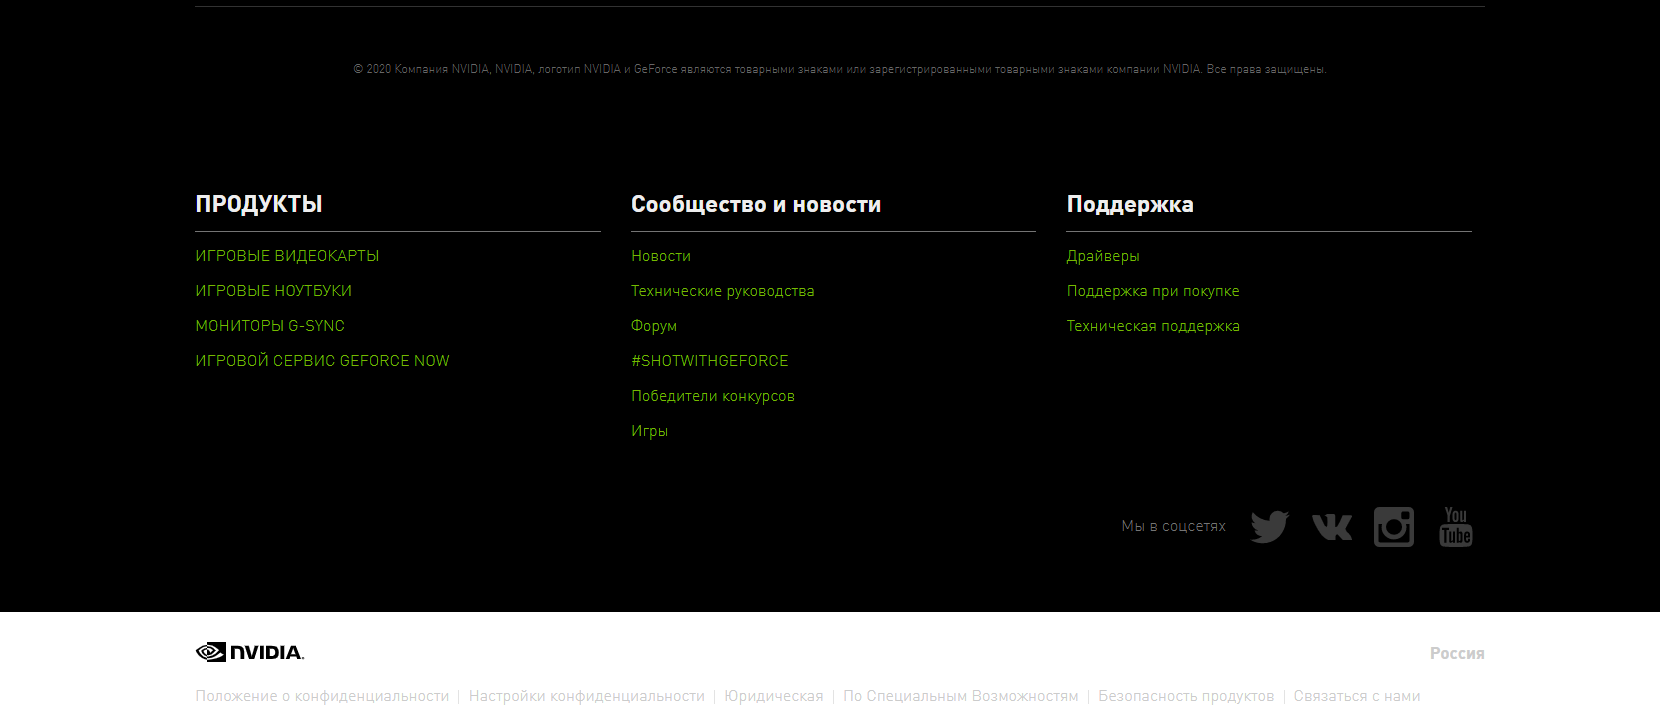 © 2020 Компания NVIDIA, NVIDIA, логотип NVIDIA и GeForce являются товарными знаками или зарегистрированными товарными знаками компании NVIDIA. Все права защищены.
ПРОДУКТЫ
ИГРОВЫЕ ВИДЕОКАРТЫ
ИГРОВЫЕ НОУТБУКИ
МОНИТОРЫ G-SYNC
ИГРОВОЙ СЕРВИС GEFORCE NOW
Сообщество и новости
Новости
Технические руководства
Форум
#SHOTWITHGEFORCE
Победители конкурсов
Игры
Поддержка
Драйверы
Поддержка при покупке
Техническая поддержка
Мы в соцсетях
You
Tube
NVIDIA.
Россия
Положение о конфиденциальности | Настройки конфиденциальности | Юридическая | По Специальным Возможностям | Безопасность продуктов | Связаться с нами